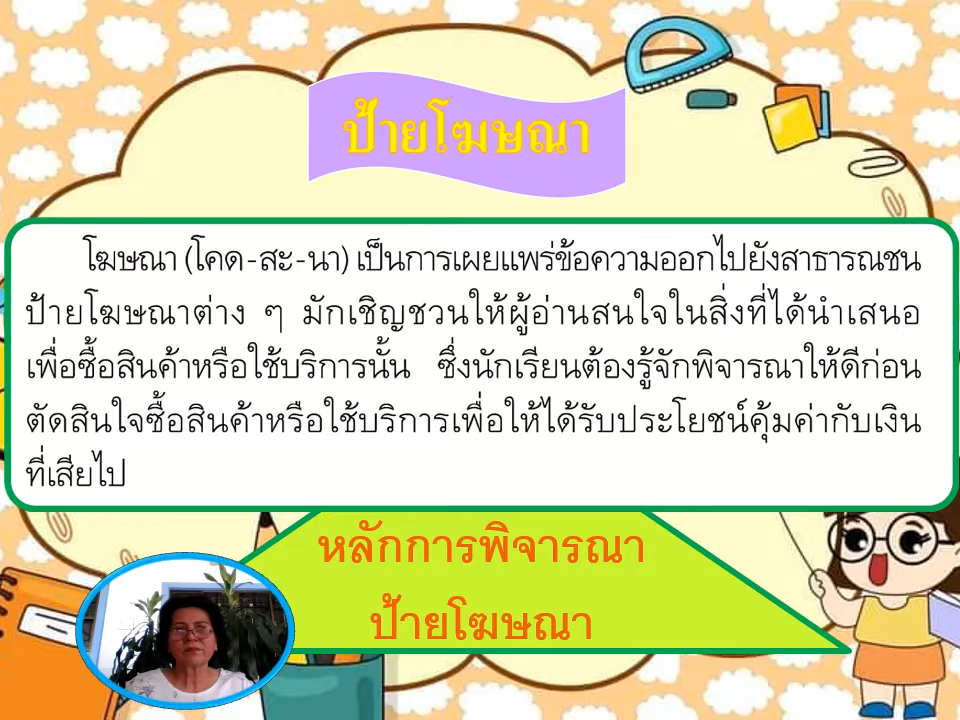 ป้ายโฆษณา
โฆษณา (โคด-สะ-นา) เป็นการเผยแพร่ข้อความออกไปยังสาธารณชน
ป้ายโฆษณาต่าง ๆ มักเชิญชวนให้ผู้อ่านสนใจในสิ่งที่ได้นำเสนอ
เพื่อซื้อสินค้าหรือใช้บริการนั้น ซึ่งนักเรียนต้องรู้จักพิจารณาให้ดีก่อน
ตัดสินใจซื้อสินค้าหรือใช้บริการเพื่อให้ได้รับประโยชน์คุ้มค่ากับเงิน
ที่เสียไป
หลักการพิจารณา
ป้ายโฆษณา